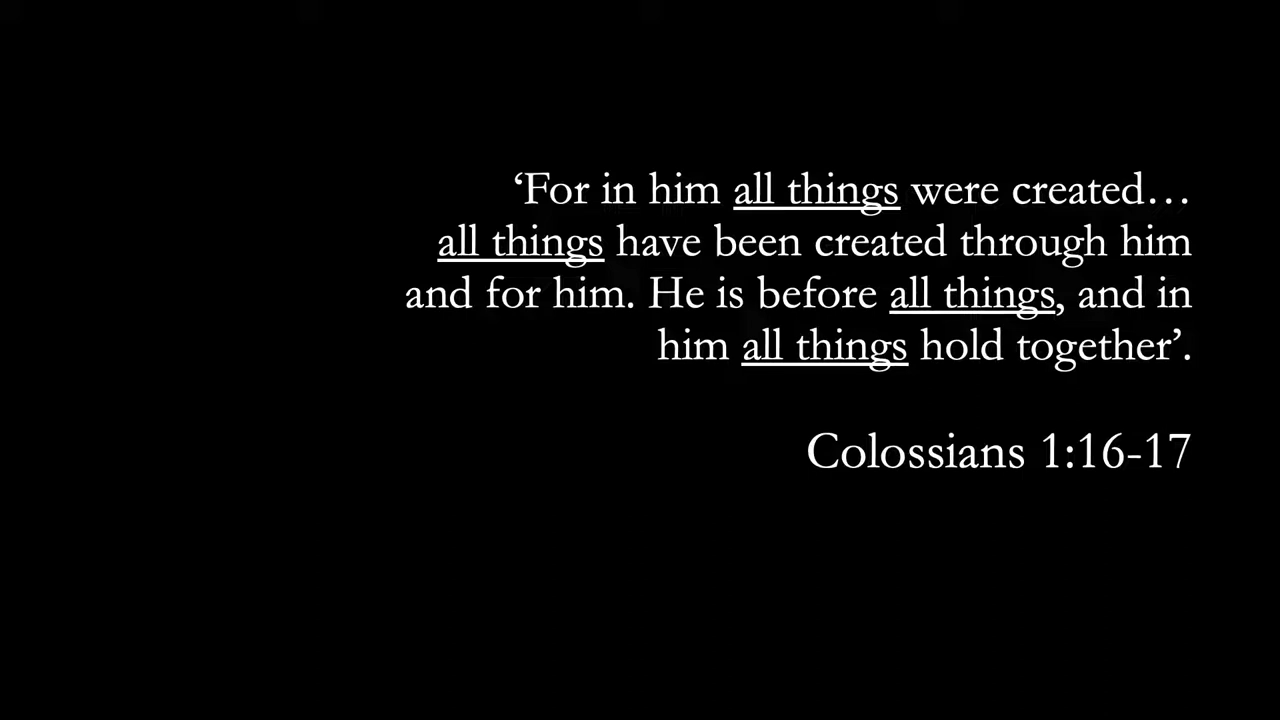 ‘For in him all things were created…
all things have been created through him
and for him. He is before all things, and in
him all things hold together’.
Colossians 1:16-17